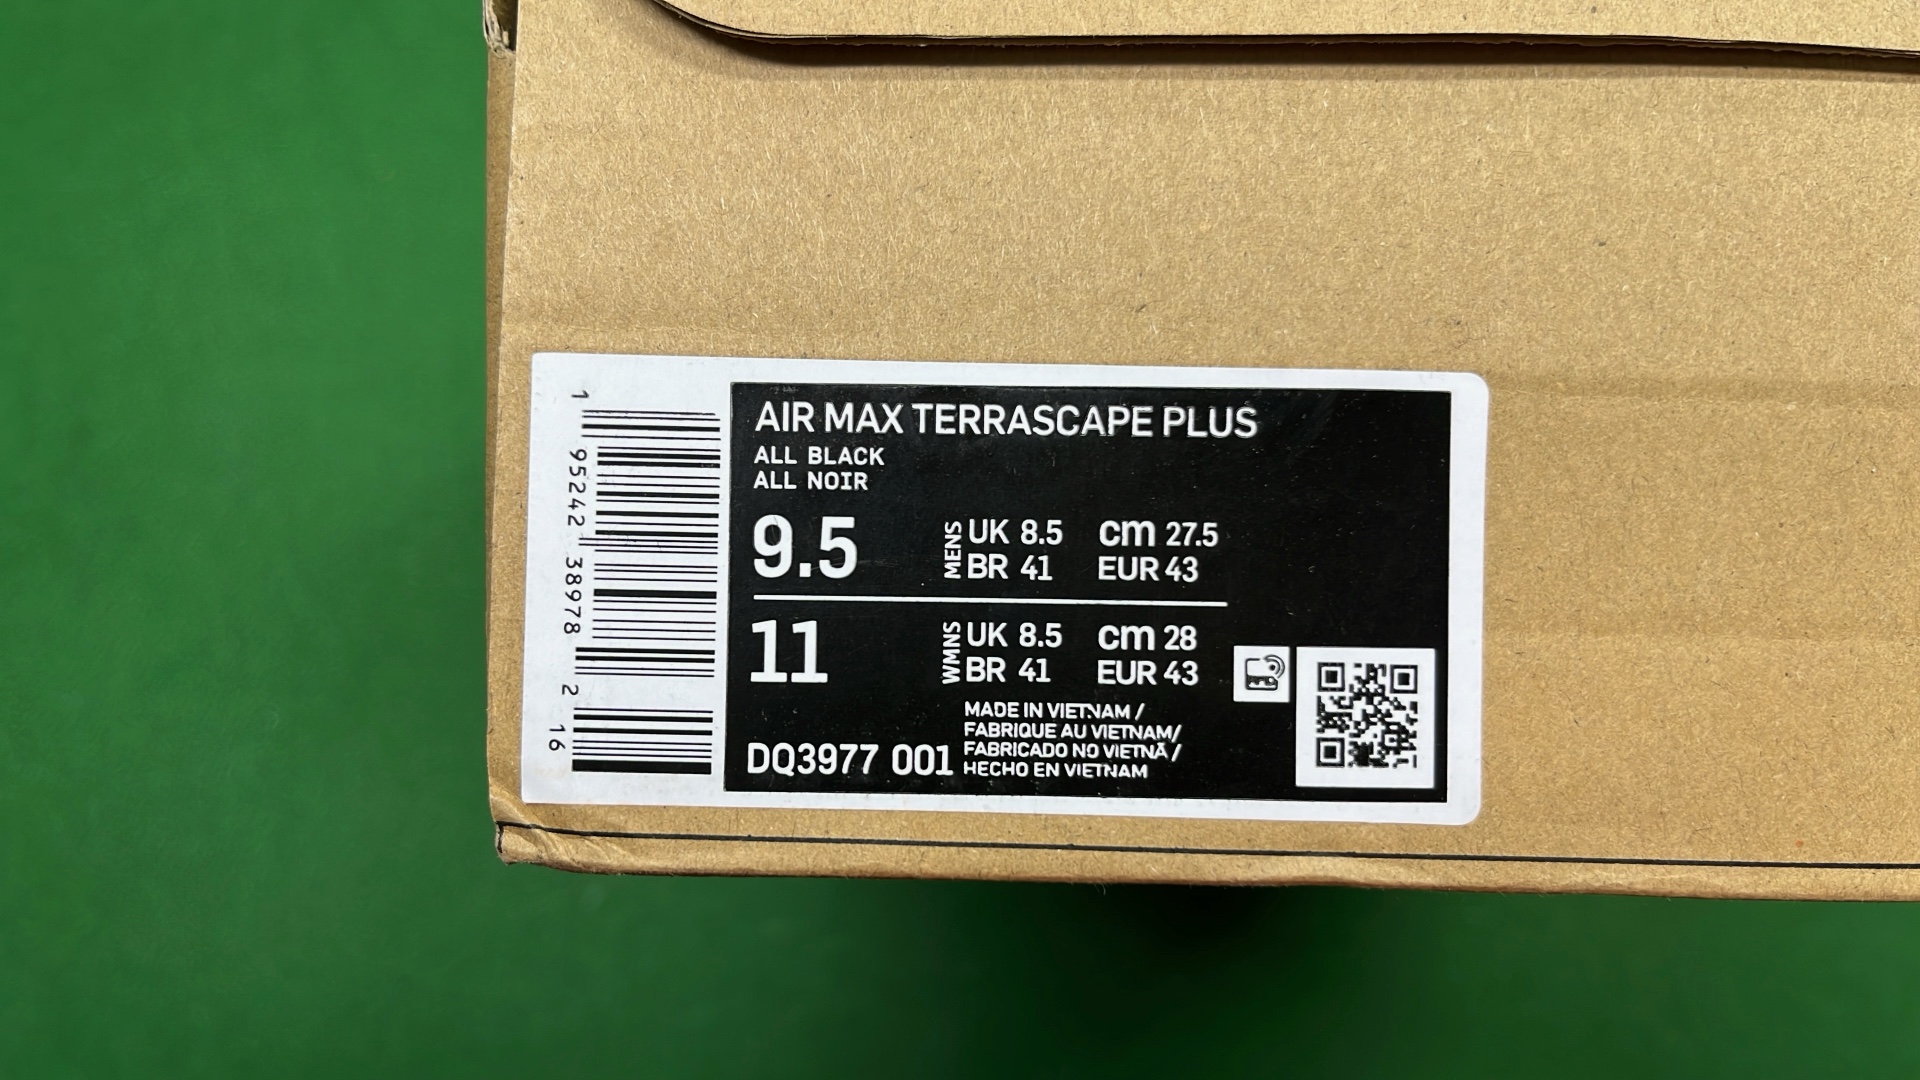 AIR MAX TERRASCAPE PLUS
ALL BLACK
ALL NOIR
9.5
MENS
UK 8.5 cm 27.5
BR 41 EUR 43
11
WMNS
UK 8.5 cm 28
BR 41 EUR 43
MADE IN VIETNAM /
FABRIQUE AU VIETNAM/
FABRICADO NO VIETNÃ /
HECHO EN VIETNAM
DQ3977 001
1 95242 38978 2 16